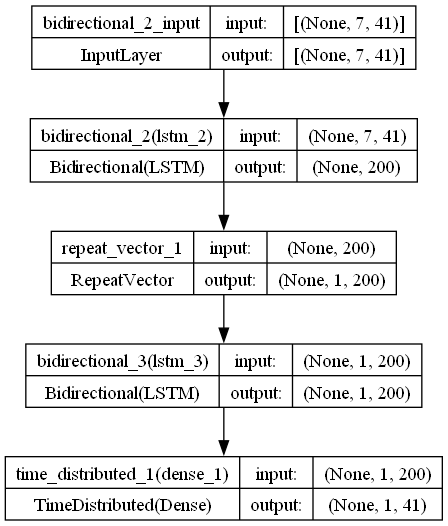 bidirectional_2_input input: [(None, 7, 41)]
InputLayer output: [(None, 7, 41)]
bidirectional_2(lstm_2) input: (None, 7, 41)
Bidirectional(LSTM) output: (None, 200)
repeat_vector_1 input: (None, 200)
RepeatVector output: (None, 1, 200)
bidirectional_3(lstm_3) input: (None, 1, 200)
Bidirectional(LSTM) output: (None, 1, 200)
time_distributed_1(dense_1) input: (None, 1, 200)
TimeDistributed(Dense) output: (None, 1, 41)